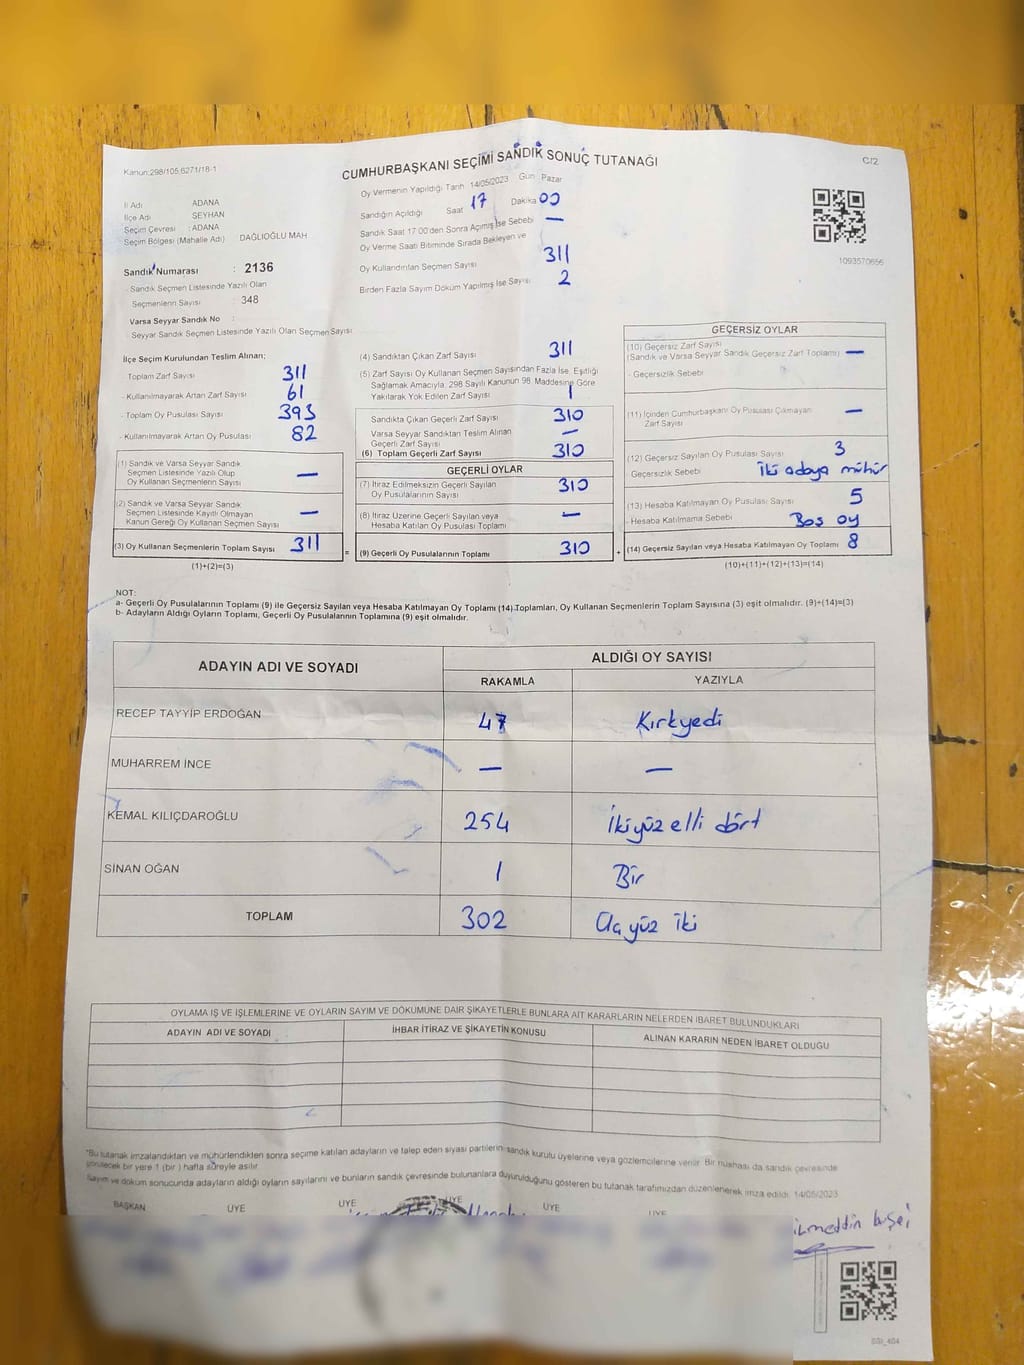 Kanun:298/105,6271/18-1
CUMHURBAŞKANI SEÇİMİ SANDIK SONUÇ TUTANAĞI
C/2
İl Adı ADANA
İlçe Adı SEYHAN
Seçim Çevresi : ADANA
Seçim Bölgesi (Mahalle Adı) DAĞLIOĞLU MAH
Sandık Numarası : 2136
- Sandık Seçmen Listesinde Yazılı Olan
Seçmenlerin Sayısı : 348
Varsa Seyyar Sandık No :
- Seyyar Sandık Seçmen Listesinde Yazılı Olan Seçmen Sayısı
Oy Vermenin Yapıldığı Tarih 14/05/2023 Gün Pazar
Sandığın Açıldığı Saat 17 Dakika 00
Sandık Saat 17 00'den Sonra Açılmış İse Sebebi —
Oy Verme Saati Bitiminde Sırada Bekleyen ve
Oy Kullandırılan Seçmen Sayısı 311
Birden Fazla Sayım Döküm Yapılmış İse Sayısı 2
1093570656
İlçe Seçim Kurulundan Teslim Alınan;
Toplam Zarf Sayısı 311
- Kullanılmayarak Artan Zarf Sayısı 61
- Toplam Oy Pusulası Sayısı 393
- Kullanılmayarak Artan Oy Pusulası 82
(1) Sandık ve Varsa Seyyar Sandık
Seçmen Listesinde Yazılı Olup
Oy Kullanan Seçmenlerin Sayısı —
(2) Sandık ve Varsa Seyyar Sandık
Seçmen Listesinde Kayıtlı Olmayan
Kanun Gereği Oy Kullanan Seçmen Sayısı —
(3) Oy Kullanan Seçmenlerin Toplam Sayısı 311
(1)+(2)=(3)
(4) Sandıktan Çıkan Zarf Sayısı 311
(5) Zarf Sayısı Oy Kullanan Seçmen Sayısından Fazla İse, Eşitliği
Sağlamak Amacıyla, 298 Sayılı Kanunun 98. Maddesine Göre
Yakılarak Yok Edilen Zarf Sayısı 1
Sandıkta Çıkan Geçerli Zarf Sayısı 310
Varsa Seyyar Sandıktan Teslim Alınan
Geçerli Zarf Sayısı —
(6) Toplam Geçerli Zarf Sayısı 310
GEÇERLİ OYLAR
(7) İtiraz Edilmeksizin Geçerli Sayılan
Oy Pusulalarının Sayısı 310
(8) İtiraz Üzerine Geçerli Sayılan veya
Hesaba Katılan Oy Pusulası Toplamı —
= (9) Geçerli Oy Pusulalarının Toplamı 310
GEÇERSİZ OYLAR
(10) Geçersiz Zarf Sayısı
(Sandık ve Varsa Seyyar Sandık Geçersiz Zarf Toplamı) —
- Geçersizlik Sebebi
(11) İçinden Cumhurbaşkanı Oy Pusulası Çıkmayan
Zarf Sayısı —
(12) Geçersiz Sayılan Oy Pusulası Sayısı 3
Geçersizlik Sebebi İki adaya mühür
(13) Hesaba Katılmayan Oy Pusulası Sayısı 5
- Hesaba Katılmama Sebebi Boş oy
+ (14) Geçersiz Sayılan veya Hesaba Katılmayan Oy Toplamı 8
(10)+(11)+(12)+(13)=(14)
NOT:
a- Geçerli Oy Pusulalarının Toplamı (9) ile Geçersiz Sayılan veya Hesaba Katılmayan Oy Toplamı (14) Toplamları, Oy Kullanan Seçmenlerin Toplam Sayısına (3) eşit olmalıdır. (9)+(14)=(3)
b- Adayların Aldığı Oyların Toplamı, Geçerli Oy Pusulalarının Toplamına (9) eşit olmalıdır.
ADAYIN ADI VE SOYADI ALDIĞI OY SAYISI
RAKAMLA YAZIYLA
RECEP TAYYİP ERDOĞAN 47 Kırkyedi
MUHARREM İNCE — —
KEMAL KILIÇDAROĞLU 254 İkiyüz elli dört
SİNAN OĞAN 1 Bir
TOPLAM 302 Üç yüz iki
OYLAMA İŞ VE İŞLEMLERİNE VE OYLARIN SAYIM VE DÖKÜMÜNE DAİR ŞİKAYETLERLE BUNLARA AİT KARARLARIN NELERDEN İBARET BULUNDUKLARI
ADAYIN ADI VE SOYADI İHBAR İTİRAZ VE ŞİKAYETİN KONUSU ALINAN KARARIN NEDEN İBARET OLDUĞU
*Bu tutanak imzalandıktan ve mühürlendikten sonra seçime katılan adayların ve talep eden siyasi partilerin sandık kurulu üyelerine veya gözlemcilerine verilir. Bir nüshası da sandık çevresinde
görülecek bir yere 1 (bir ) hafta süreyle asılır.
Sayım ve döküm sonucunda adayların aldığı oyların sayılarını ve bunların sandık çevresinde bulunanlara duyurulduğunu gösteren bu tutanak tarafımızdan düzenlenerek imza edildi. 14/05/2023
BAŞKAN ÜYE ÜYE ÜYE ÜYE ÜYE